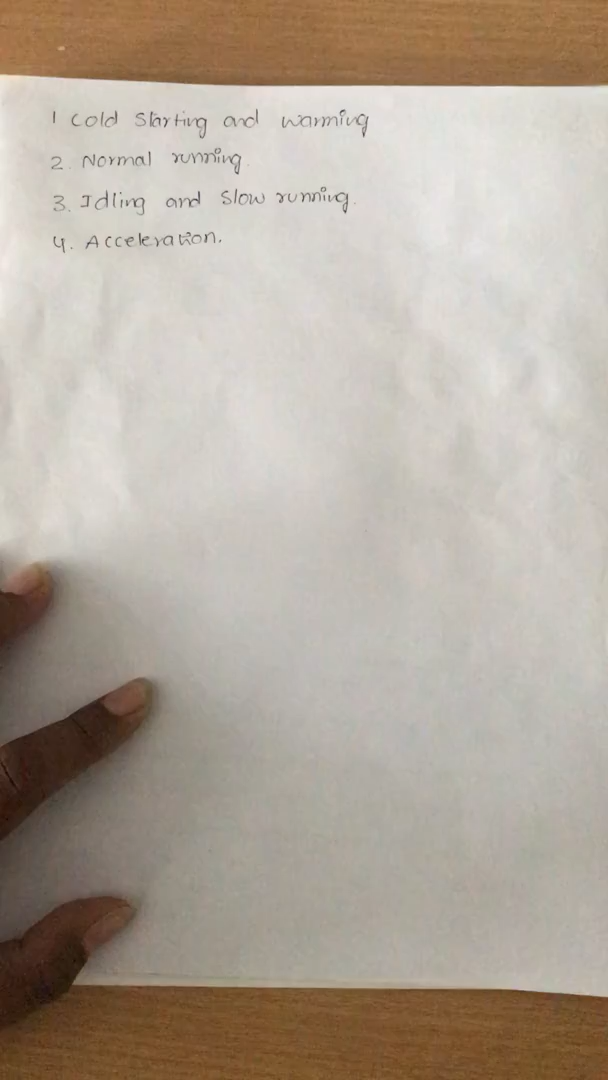 1 Cold Starting and warming
2. Normal running.
3. Idling and Slow running.
4. Acceleration.